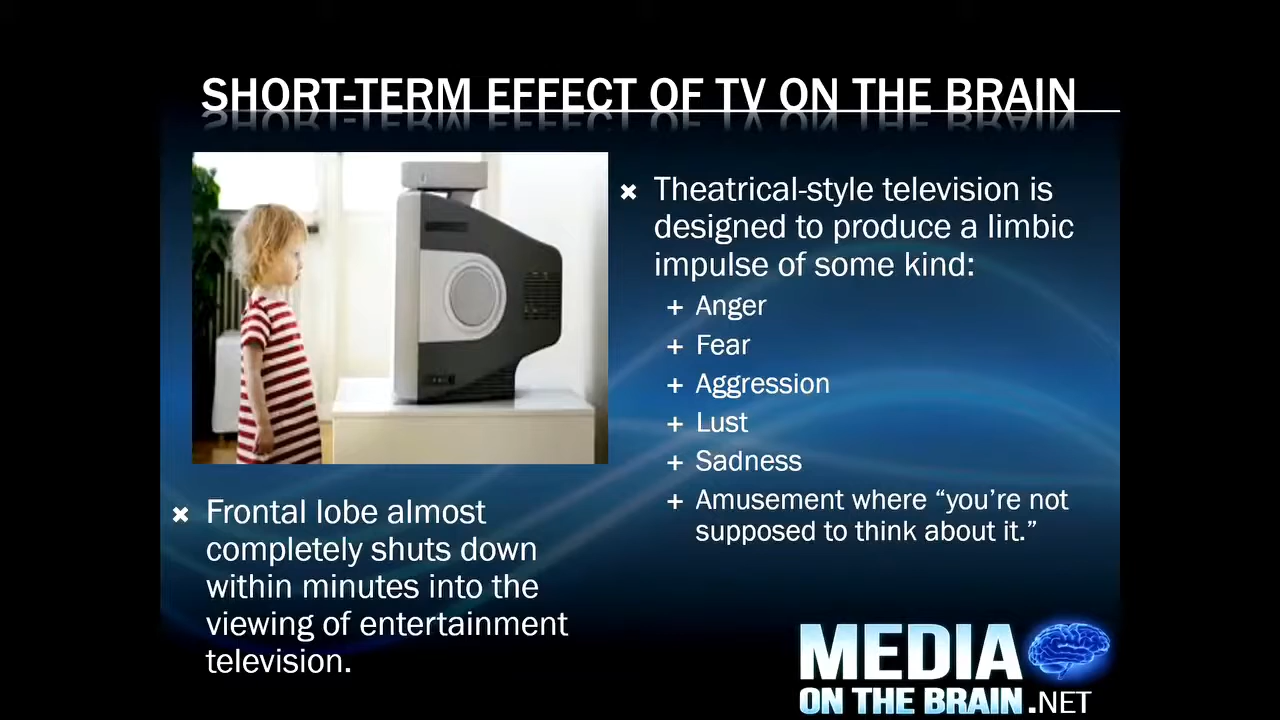 SHORT-TERM EFFECT OF TV ON THE BRAIN
Frontal lobe almost
completely shuts down
within minutes into the
viewing of entertainment
television.
Theatrical-style television is
designed to produce a limbic
impulse of some kind:
+ Anger
+ Fear
+ Aggression
+ Lust
+ Sadness
+ Amusement where “you’re not
supposed to think about it.”
MEDIA
ON THE BRAIN.NET